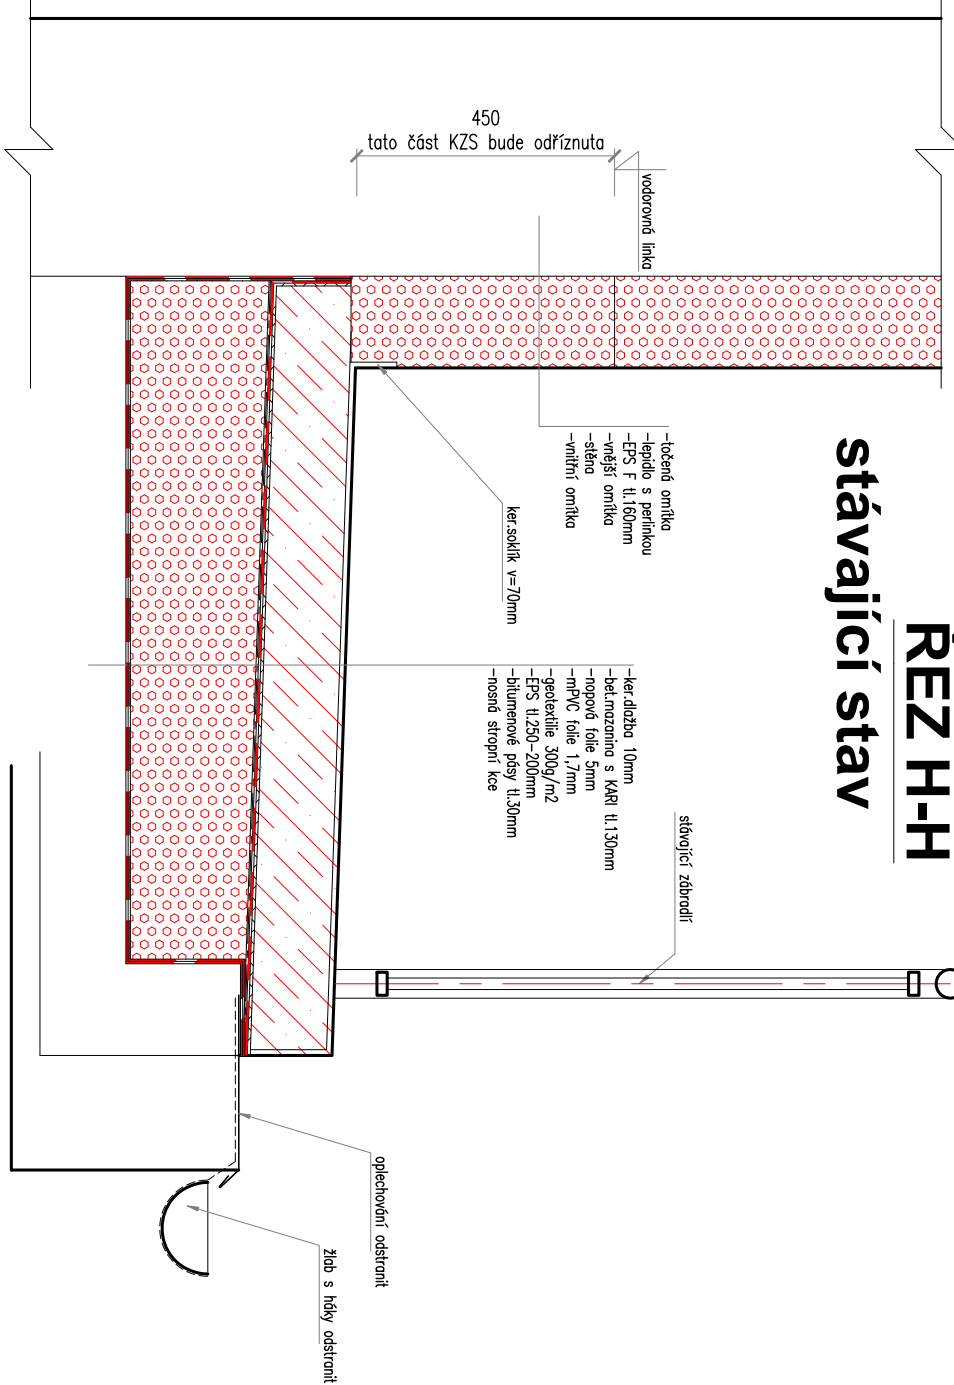 ŘEZ H-H
stávající stav
450
tato část KZS bude odříznuta
vodorovná linka
-točená omítka
-lepidlo s perlinkou
-EPS F tl.160mm
-vnější omítka
-stěna
-vnitřní omítka
ker.soklík v=70mm
-ker.dlažba 10mm
-bet.mazanina s KARI tl.130mm
-nopová folie 5mm
-mPVC folie 1,7mm
-geotextilie 300g/m2
-EPS tl.250-200mm
-bitumenové pásy tl.30mm
-nosná stropní kce
stávající zábradlí
oplechování odstranit
žlab s háky odstranit